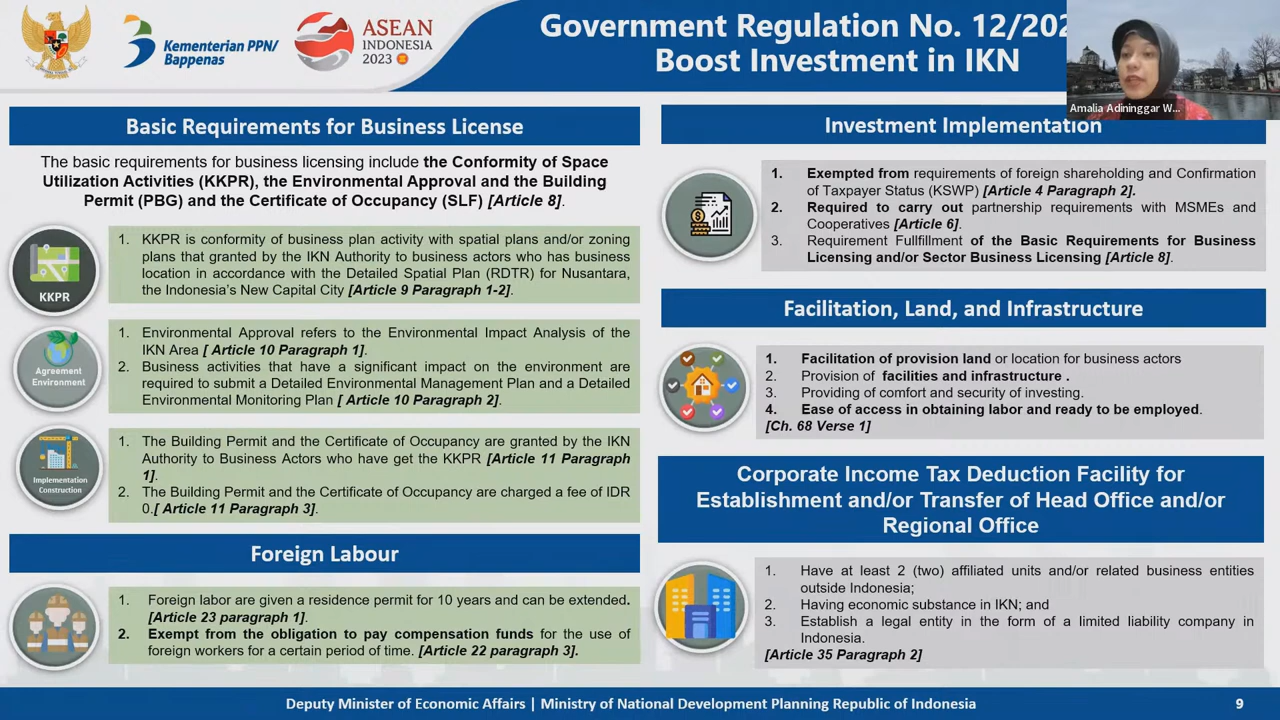 Kementerian PPN/
Bappenas
ASEAN
INDONESIA
2023
Government Regulation No. 12/202
Boost Investment in IKN
Amalia Adininggar W...
Basic Requirements for Business License
The basic requirements for business licensing include the Conformity of Space
Utilization Activities (KKPR), the Environmental Approval and the Building
Permit (PBG) and the Certificate of Occupancy (SLF) [Article 8].
KKPR
1. KKPR is conformity of business plan activity with spatial plans and/or zoning
plans that granted by the IKN Authority to business actors who has business
location in accordance with the Detailed Spatial Plan (RDTR) for Nusantara,
the Indonesia's New Capital City [Article 9 Paragraph 1-2].
Agreement
Environment
1. Environmental Approval refers to the Environmental Impact Analysis of the
IKN Area [ Article 10 Paragraph 1].
2. Business activities that have a significant impact on the environment are
required to submit a Detailed Environmental Management Plan and a Detailed
Environmental Monitoring Plan [ Article 10 Paragraph 2].
Implementation
Construction
1. The Building Permit and the Certificate of Occupancy are granted by the IKN
Authority to Business Actors who have get the KKPR [Article 11 Paragraph
1].
2. The Building Permit and the Certificate of Occupancy are charged a fee of IDR
0.[ Article 11 Paragraph 3].
Foreign Labour
1. Foreign labor are given a residence permit for 10 years and can be extended.
[Article 23 paragraph 1].
2. Exempt from the obligation to pay compensation funds for the use of
foreign workers for a certain period of time. [Article 22 paragraph 3].
Investment Implementation
1. Exempted from requirements of foreign shareholding and Confirmation
of Taxpayer Status (KSWP) [Article 4 Paragraph 2].
2. Required to carry out partnership requirements with MSMEs and
Cooperatives [Article 6].
3. Requirement Fullfillment of the Basic Requirements for Business
Licensing and/or Sector Business Licensing [Article 8].
Facilitation, Land, and Infrastructure
1. Facilitation of provision land or location for business actors
2. Provision of facilities and infrastructure .
3. Providing of comfort and security of investing.
4. Ease of access in obtaining labor and ready to be employed.
[Ch. 68 Verse 1]
Corporate Income Tax Deduction Facility for
Establishment and/or Transfer of Head Office and/or
Regional Office
1. Have at least 2 (two) affiliated units and/or related business entities
outside Indonesia;
2. Having economic substance in IKN; and
3. Establish a legal entity in the form of a limited liability company in
Indonesia.
[Article 35 Paragraph 2]
Deputy Minister of Economic Affairs | Ministry of National Development Planning Republic of Indonesia
9